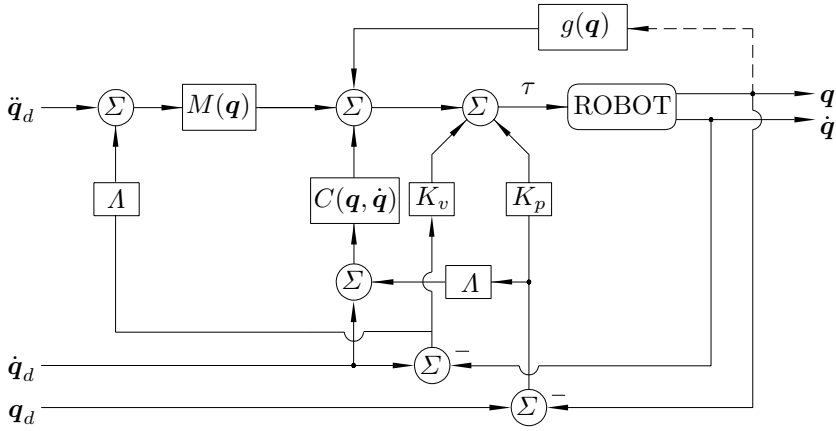 g(q)
q̈_d Σ M(q) Σ Σ τ ROBOT q
q̇
Λ C(q, q̇) K_v K_p
Σ Λ
q̇_d Σ −
q_d Σ −